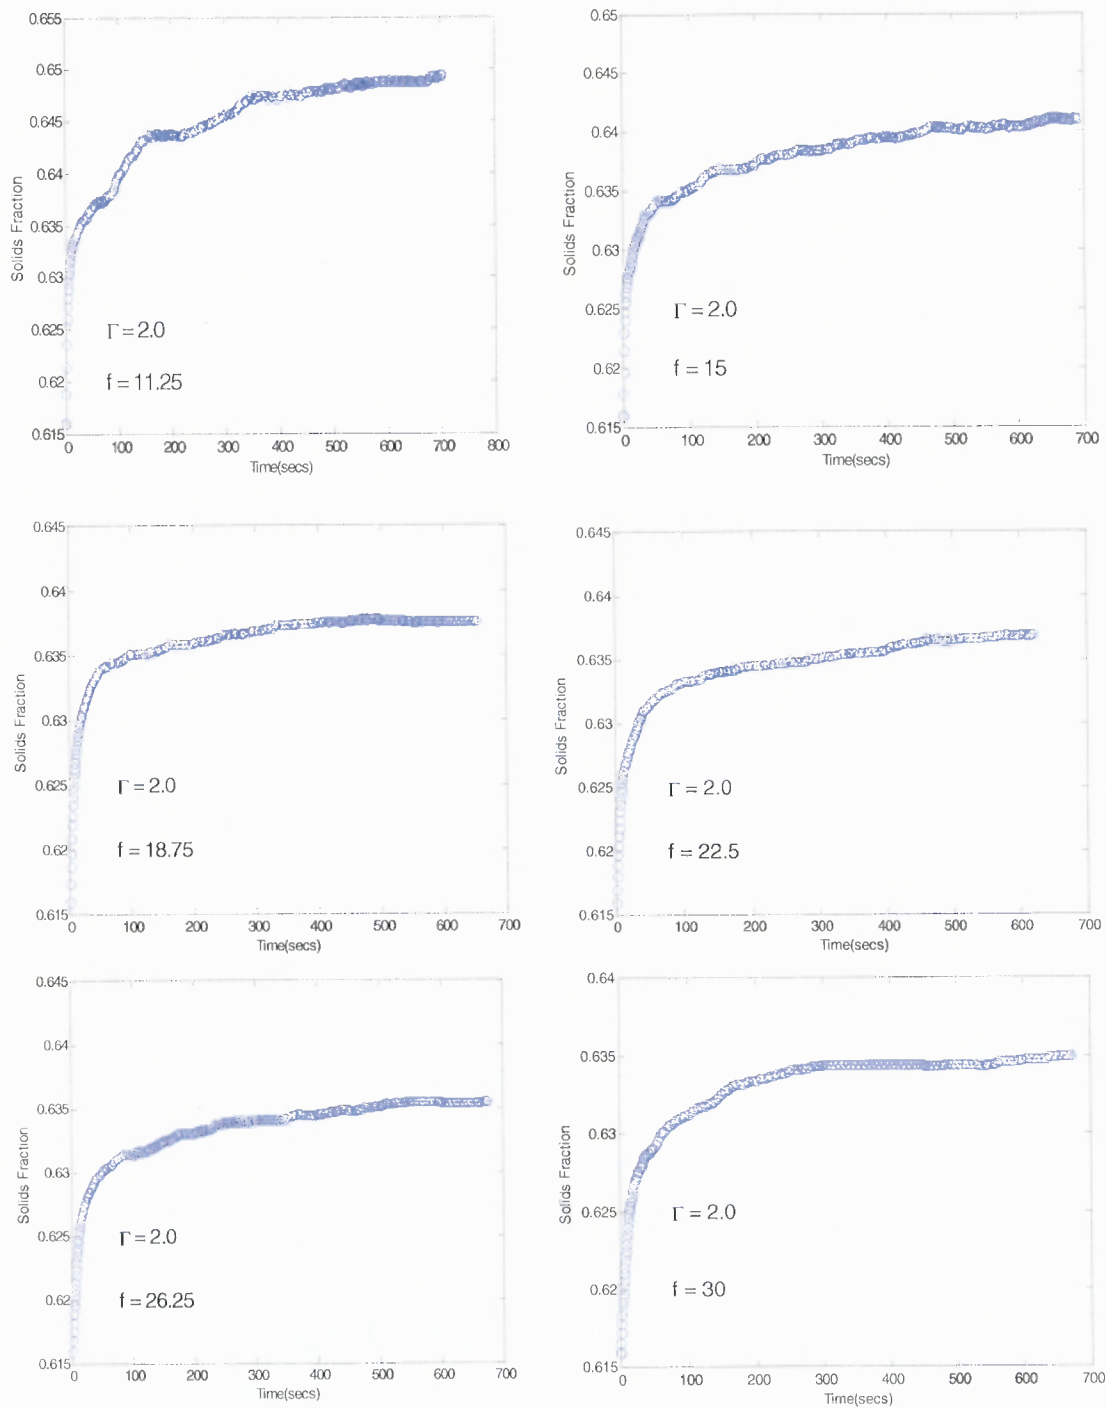 0.655
0.65
0.645
0.64
0.635
0.63
0.625
0.62
0.615
Solids Fraction
Γ = 2.0
f = 11.25
0 100 200 300 400 500 600 700 800
Time(secs)
0.65
0.645
0.64
0.635
0.63
0.625
0.62
0.615
Solids Fraction
Γ = 2.0
f = 15
0 100 200 300 400 500 600 700
Time(secs)
0.645
0.64
0.635
0.63
0.625
0.62
0.615
Solids Fraction
Γ = 2.0
f = 18.75
0 100 200 300 400 500 600 700
Time(secs)
0.645
0.64
0.635
0.63
0.625
0.62
0.615
Solids Fraction
Γ = 2.0
f = 22.5
0 100 200 300 400 500 600 700
Time(secs)
0.645
0.64
0.635
0.63
0.625
0.62
0.615
Solids Fraction
Γ = 2.0
f = 26.25
0 100 200 300 400 500 600 700
Time(secs)
0.64
0.635
0.63
0.625
0.62
0.615
Solids Fraction
Γ = 2.0
f = 30
0 100 200 300 400 500 600 700
Time(secs)